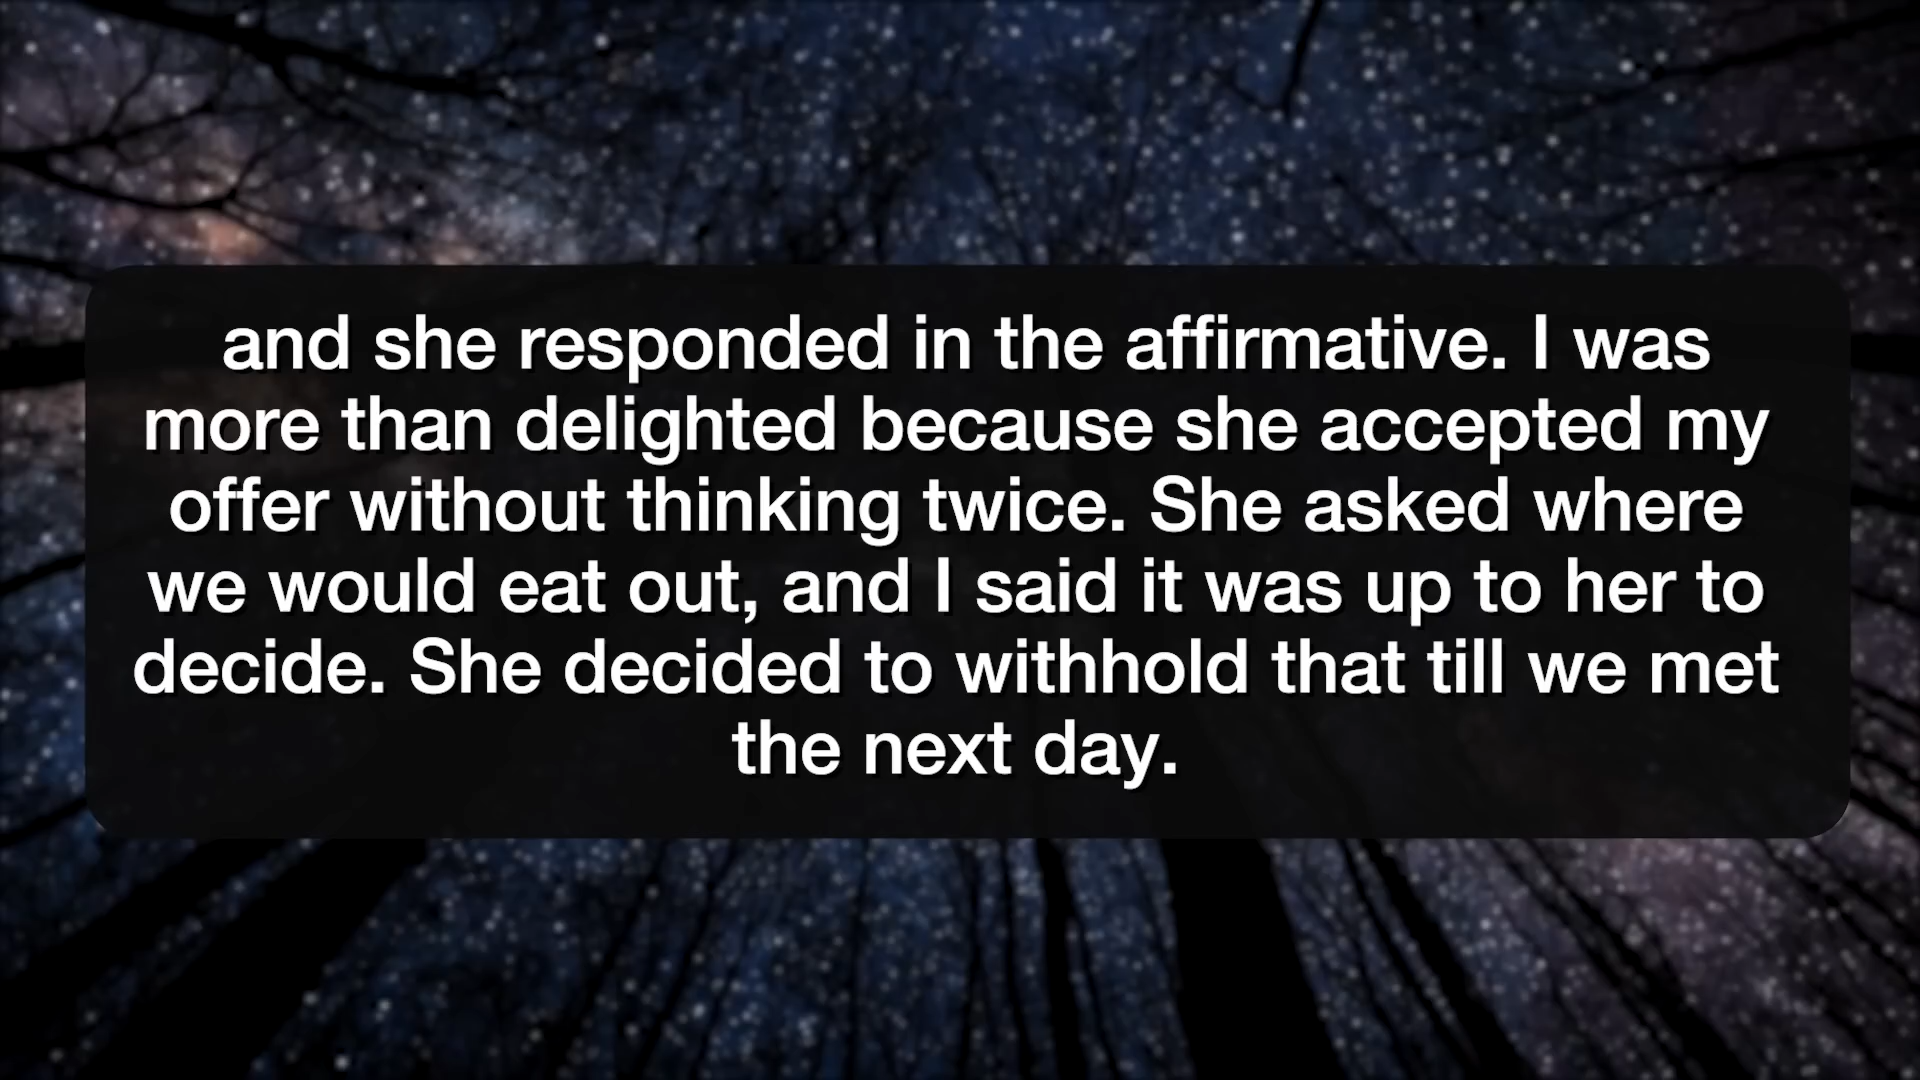 and she responded in the affirmative. I was
more than delighted because she accepted my
offer without thinking twice. She asked where
we would eat out, and I said it was up to her to
decide. She decided to withhold that till we met
the next day.